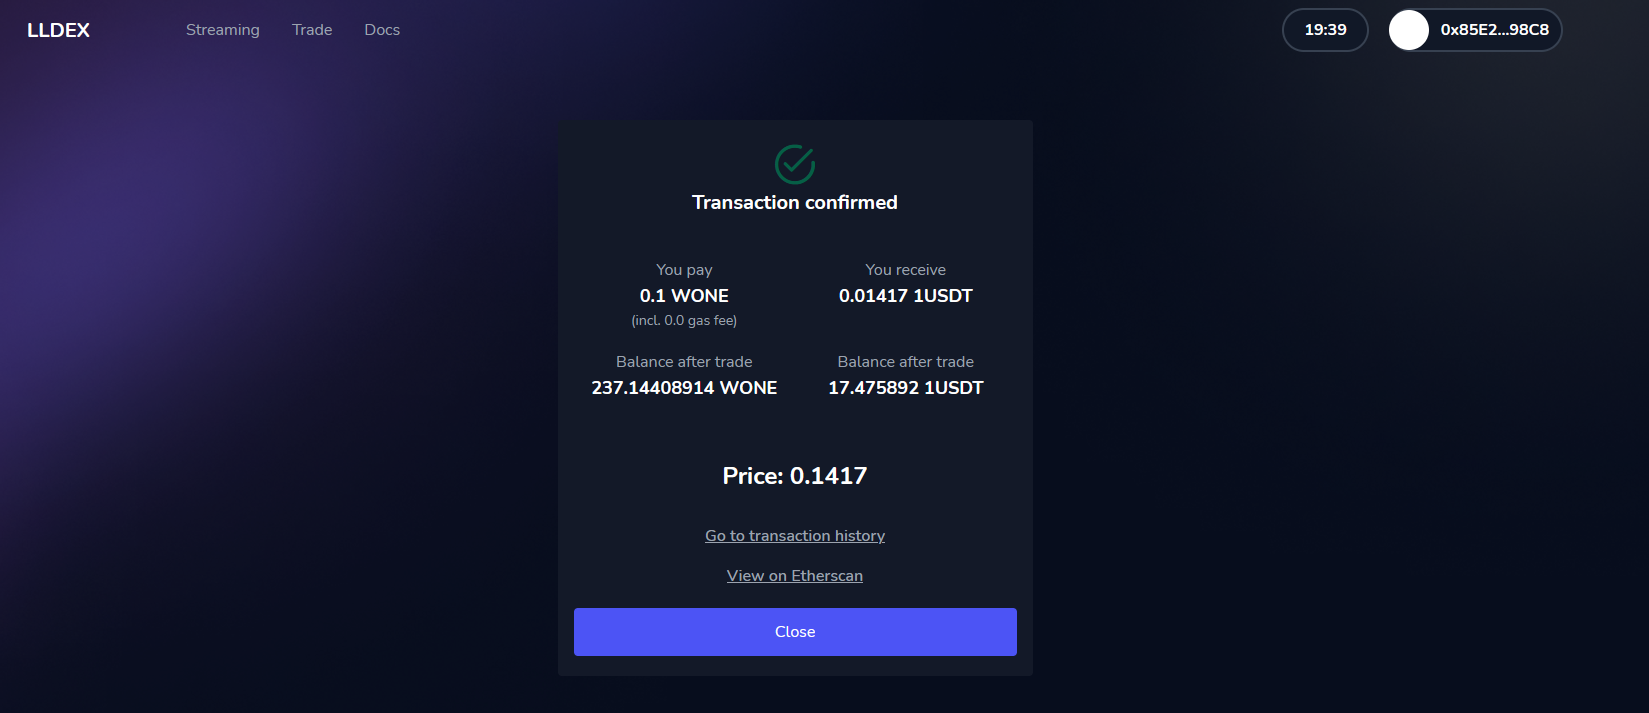 LLDEX Streaming Trade Docs 19:39 0x85E2...98C8
Transaction confirmed
You pay You receive
0.1 WONE 0.01417 1USDT
(incl. 0.0 gas fee)
Balance after trade Balance after trade
237.14408914 WONE 17.475892 1USDT
Price: 0.1417
Go to transaction history
View on Etherscan
Close